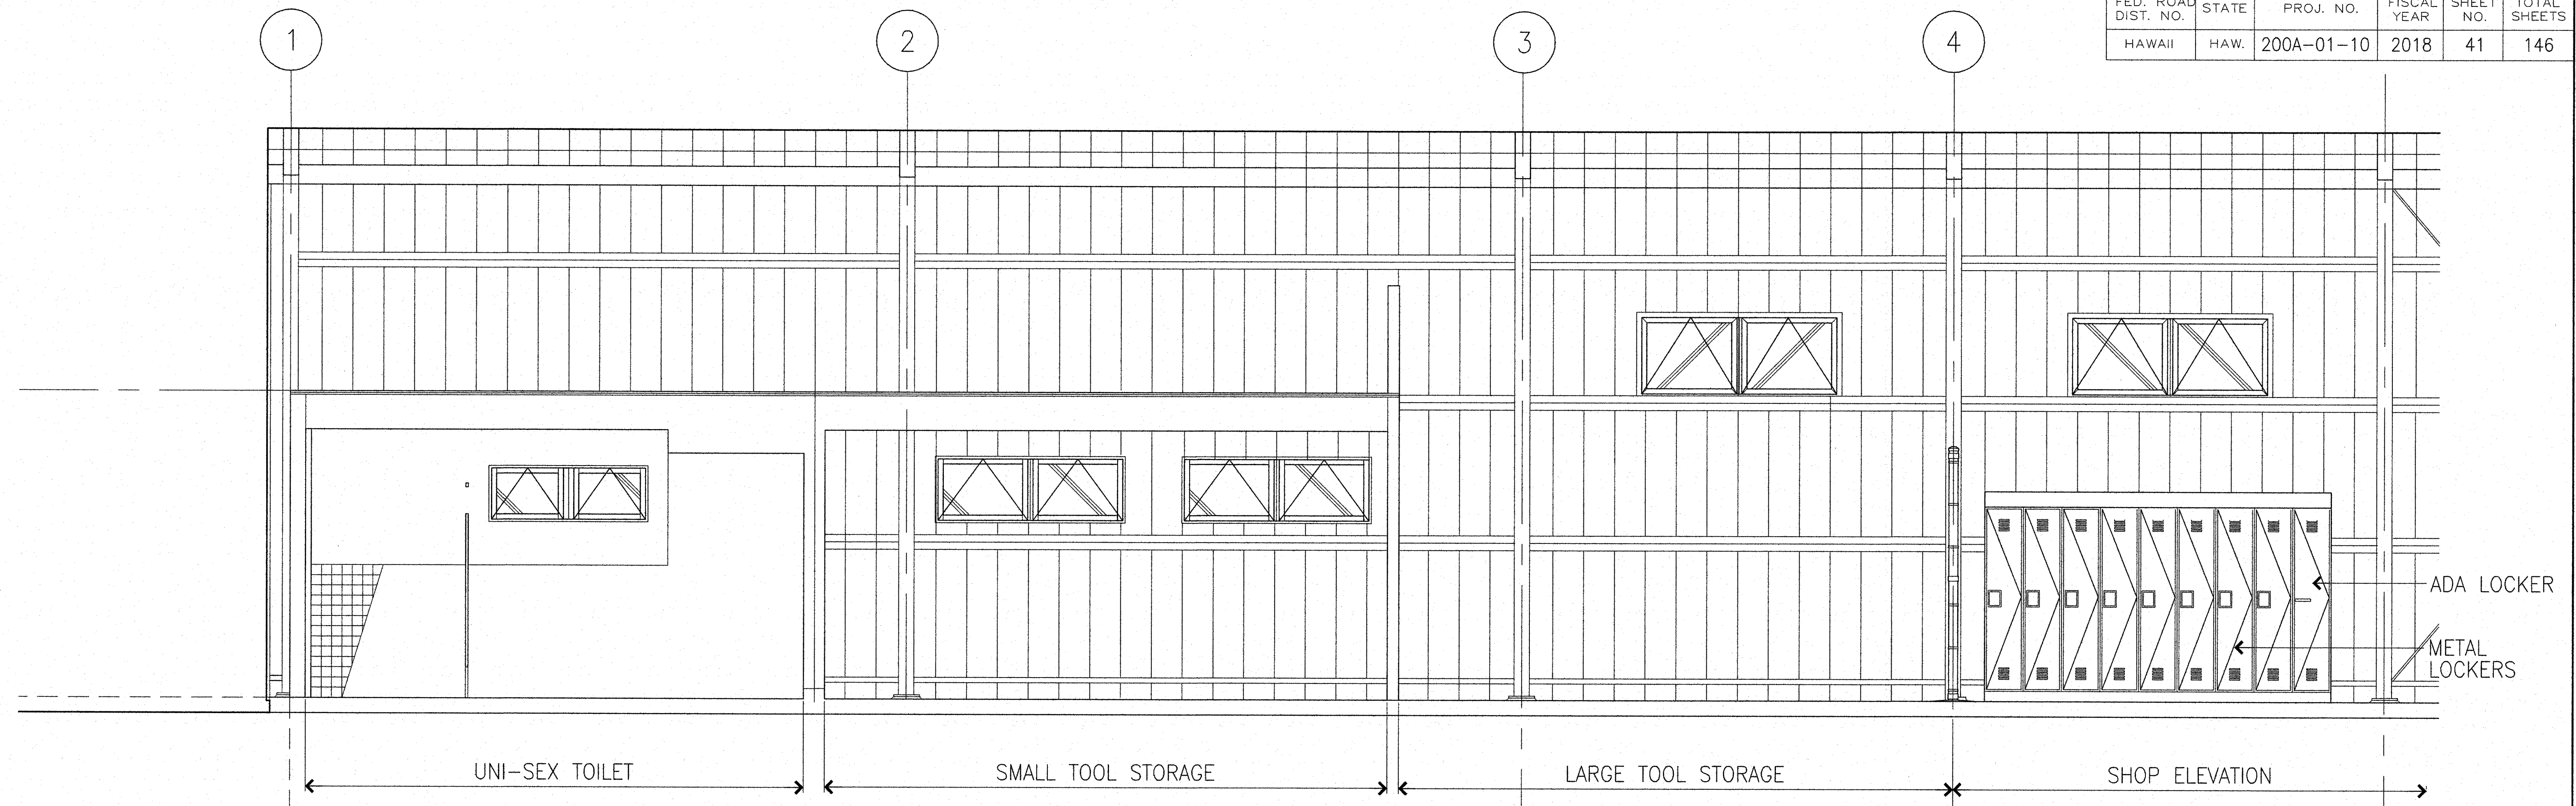 FED. ROAD DIST. NO.
STATE
PROJ. NO.
FISCAL YEAR
SHEET NO.
TOTAL SHEETS
HAWAII
HAW.
200A-01-10
2018
41
146
1
2
3
4
ADA LOCKER
METAL
LOCKERS
UNI-SEX TOILET
SMALL TOOL STORAGE
LARGE TOOL STORAGE
SHOP ELEVATION